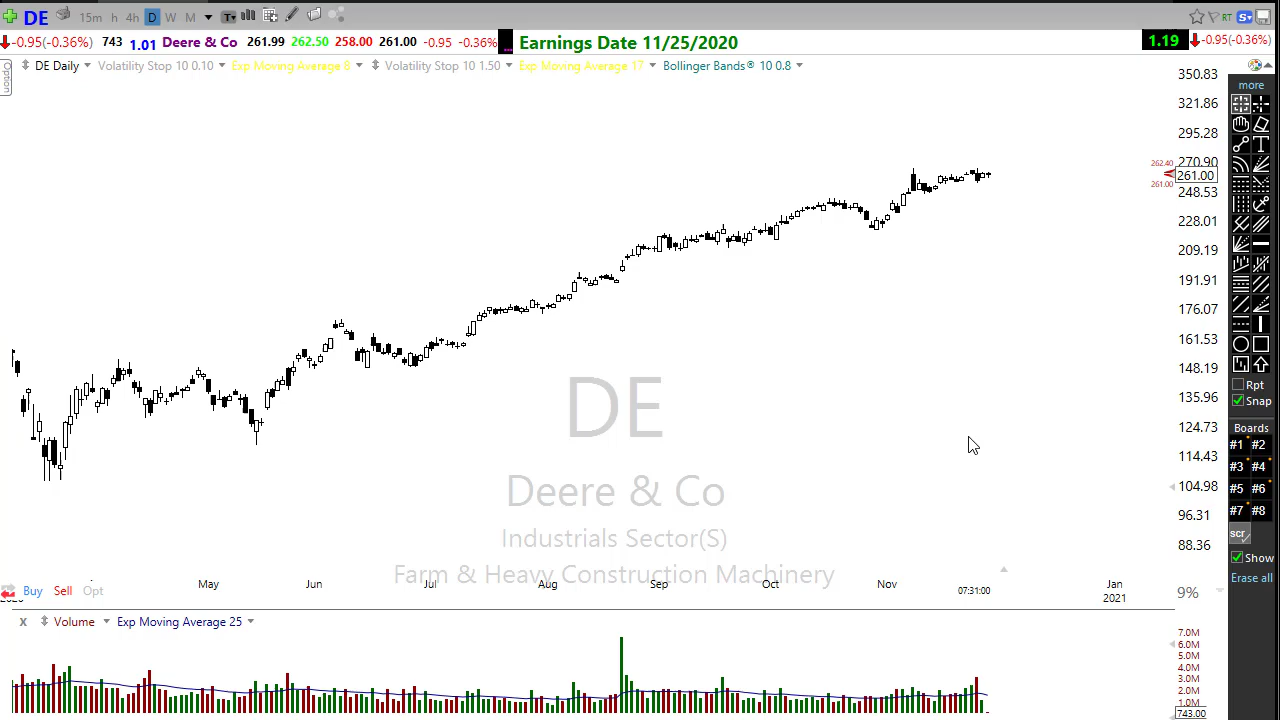 DE 15m h 4h D W M T RT S
-0.95(-0.36%) 743 1.01 Deere & Co 261.99 262.50 258.00 261.00 -0.95 -0.36% Earnings Date 11/25/2020 1.19 -0.95(-0.36%)
Option
DE Daily Volatility Stop 10 0.10 Exp Moving Average 8 Volatility Stop 10 1.50 Exp Moving Average 17 Bollinger Bands® 10 0.8
350.83
321.86
295.28
270.90
262.40
261.00
261.00
248.53
228.01
209.19
191.91
176.07
161.53
148.19
135.96
124.73
114.43
104.98
96.31
88.36
more
T
Rpt
Snap
Boards
#1 #2
#3 #4
#5 #6
#7 #8
scr
Show
Erase all
DE
Deere & Co
Industrials Sector(S)
Farm & Heavy Construction Machinery
Buy Sell Opt
May Jun Jul Aug Sep Oct Nov 07:31:00 Jan 2021
9%
X Volume Exp Moving Average 25
7.0M
6.0M
5.0M
4.0M
3.0M
2.0M
1.0M
743.00